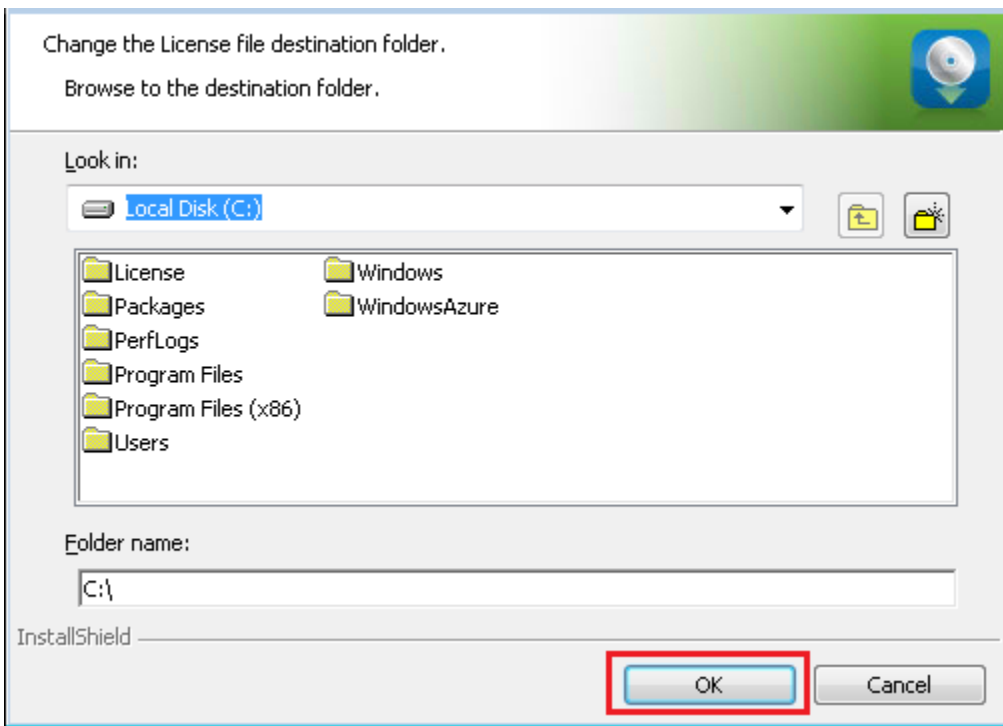 Change the License file destination folder.
Browse to the destination folder.
Look in:
Local Disk (C:)
License
Packages
PerfLogs
Program Files
Program Files (x86)
Users
Windows
WindowsAzure
Folder name:
C:\
InstallShield
OK
Cancel